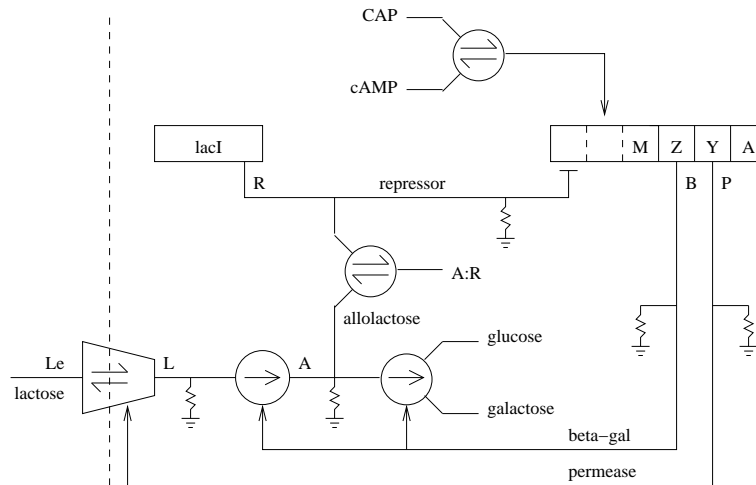 CAP
cAMP
lacI
M Z Y A
R
repressor
B P
A:R
allolactose
Le
L
A
lactose
glucose
galactose
beta−gal
permease